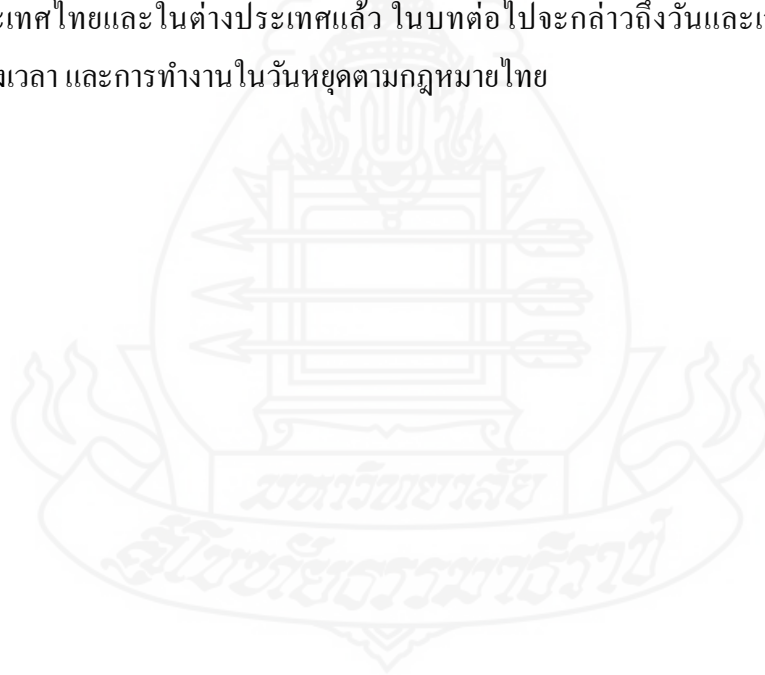 ะเทศไทยและในต่างประเทศแล้ว ในบทต่อไปจะกล่าวถึงวันและเ
งเวลา และการทำงานในวันหยุดตามกฎหมายไทย
มหาวิทยาลัย
สุโขทัยธรรมาธิราช